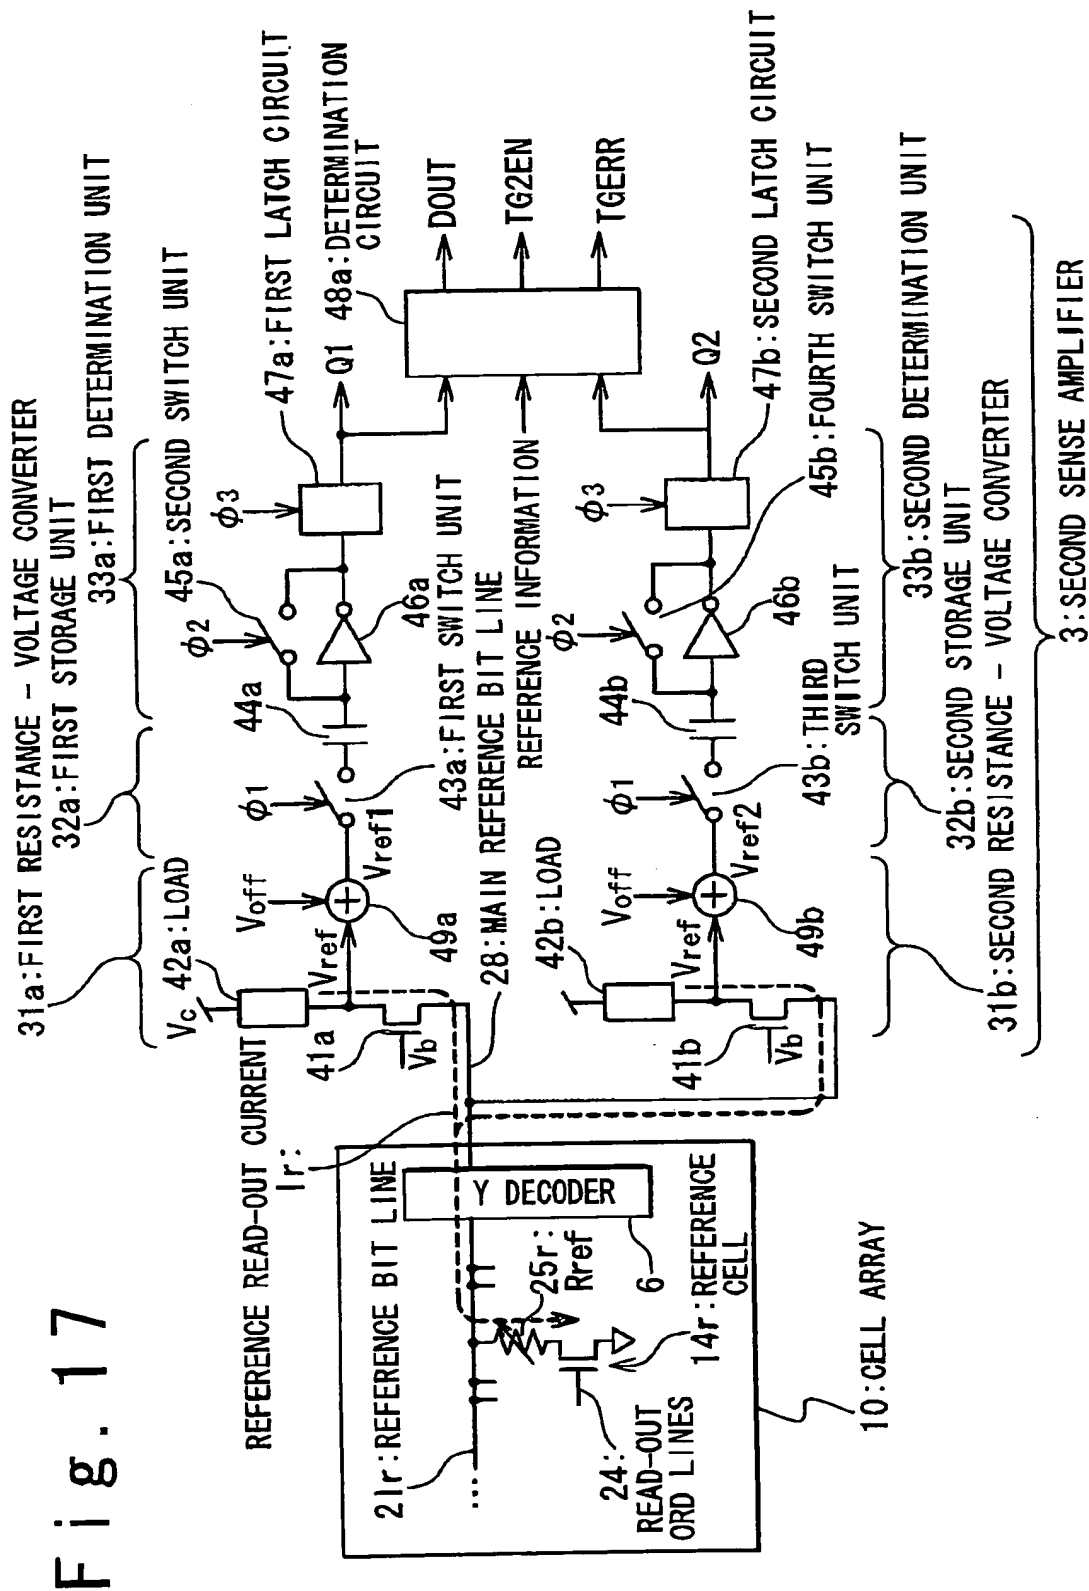 Fig. 17
31a:FIRST RESISTANCE - VOLTAGE CONVERTER
32a:FIRST STORAGE UNIT
33a:FIRST DETERMINATION UNIT
45a:SECOND SWITCH UNIT
47a:FIRST LATCH CIRCUIT
48a:DETERMINATION
CIRCUIT
42a:LOAD
Vc
Voff
Vref
Vref1
49a
ϕ1
44a
ϕ2
46a
ϕ3
Q1
DOUT
TG2EN
TGERR
REFERENCE READ-OUT CURRENT
Ir:
41a
Vb
43a:FIRST SWITCH UNIT
28:MAIN REFERENCE BIT LINE
REFERENCE INFORMATION
21r:REFERENCE BIT LINE
...
Y DECODER
6
25r:
Rref
14r:REFERENCE
CELL
24:
READ-OUT
ORD LINES
10:CELL ARRAY
42b:LOAD
Voff
Vref
Vref2
49b
41b
Vb
ϕ1
44b
43b:THIRD
SWITCH UNIT
ϕ2
46b
ϕ3
Q2
47b:SECOND LATCH CIRCUIT
45b:FOURTH SWITCH UNIT
33b:SECOND DETERMINATION UNIT
32b:SECOND STORAGE UNIT
31b:SECOND RESISTANCE - VOLTAGE CONVERTER
3:SECOND SENSE AMPLIFIER